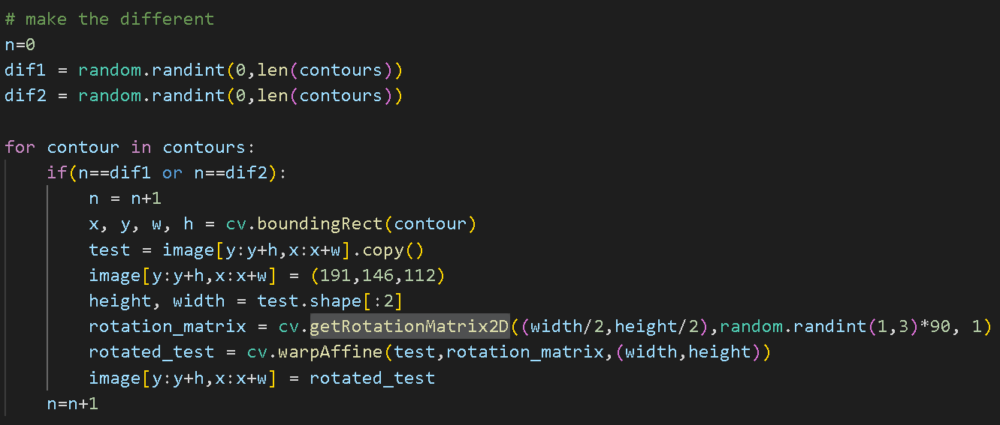 # make the different
n=0
dif1 = random.randint(0,len(contours))
dif2 = random.randint(0,len(contours))

for contour in contours:
    if(n==dif1 or n==dif2):
        n = n+1
        x, y, w, h = cv.boundingRect(contour)
        test = image[y:y+h,x:x+w].copy()
        image[y:y+h,x:x+w] = (191,146,112)
        height, width = test.shape[:2]
        rotation_matrix = cv.getRotationMatrix2D((width/2,height/2),random.randint(1,3)*90, 1)
        rotated_test = cv.warpAffine(test,rotation_matrix,(width,height))
        image[y:y+h,x:x+w] = rotated_test
    n=n+1